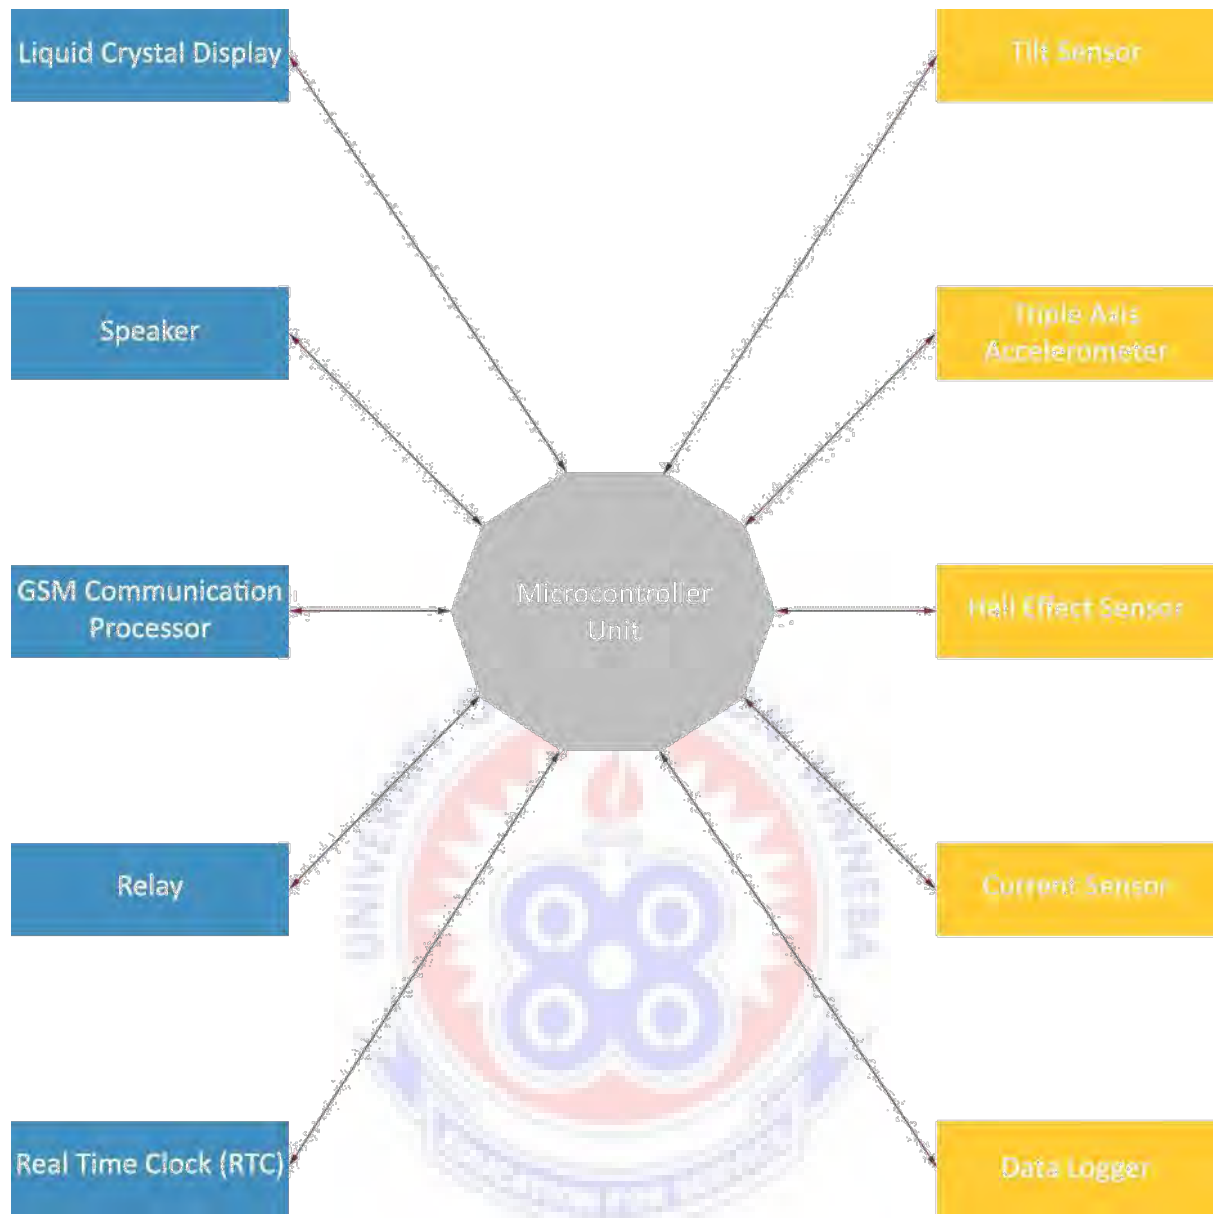 Liquid Crystal Display
Tilt Sensor
Speaker
Triple Axis
Accelerometer
GSM Communication
Processor
Microcontroller
Unit
Hall Effect Sensor
Relay
Current Sensor
Real Time Clock (RTC)
Data Logger